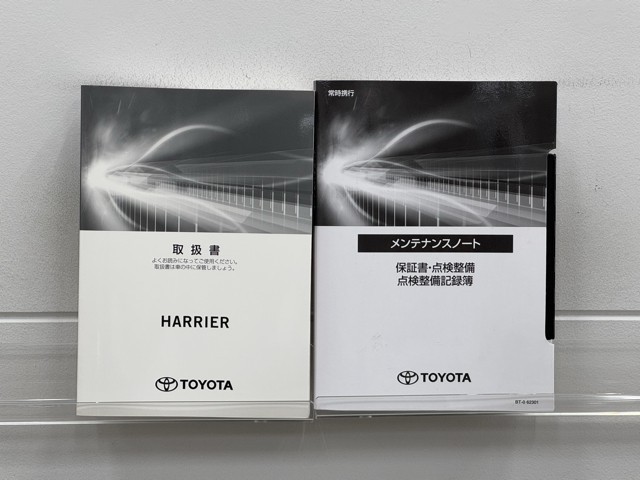 取扱書
よくお読みになってご使用ください。
取扱書は車の中に保管しましょう。
HARRIER
TOYOTA
常時携行
メンテナンスノート
保証書・点検整備
点検整備記録簿
TOYOTA